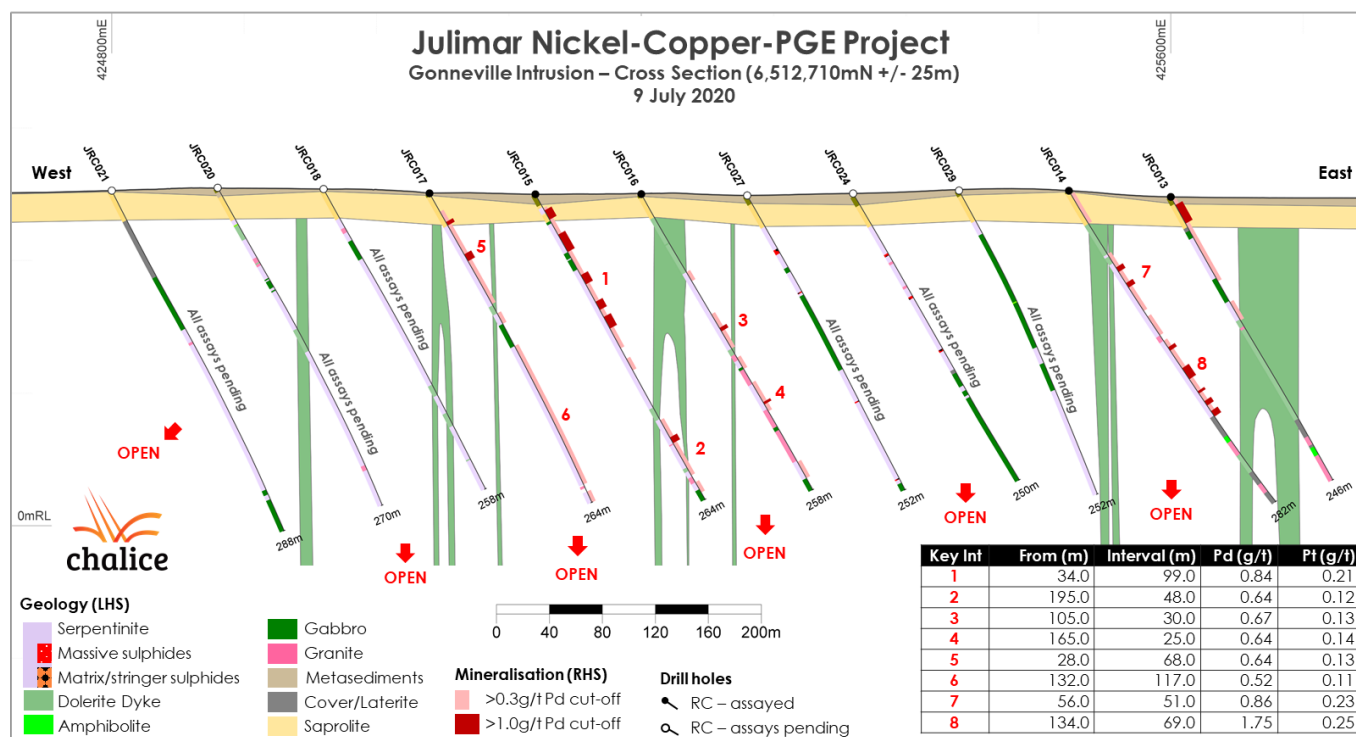 Julimar Nickel-Copper-PGE Project
Gonneville Intrusion – Cross Section (6,512,710mN +/- 25m)
9 July 2020
424800mE
425600mE
West
East
JRC021
JRC020
JRC018
JRC017
JRC015
JRC016
JRC027
JRC024
JRC029
JRC014
JRC013
All assays pending
All assays pending
All assays pending
All assays pending
All assays pending
5
1
3
4
6
2
7
8
OPEN
OPEN
OPEN
OPEN
OPEN
OPEN
288m
270m
258m
264m
264m
258m
252m
250m
252m
282m
246m
0mRL
chalice
Geology (LHS)
Serpentinite
Massive sulphides
Matrix/stringer sulphides
Dolerite Dyke
Amphibolite
Gabbro
Granite
Metasediments
Cover/Laterite
Saprolite
0 40 80 120 160 200m
Mineralisation (RHS)
>0.3g/t Pd cut-off
>1.0g/t Pd cut-off
Drill holes
RC – assayed
RC – assays pending
Key Int From (m) Interval (m) Pd (g/t) Pt (g/t)
1 34.0 99.0 0.84 0.21
2 195.0 48.0 0.64 0.12
3 105.0 30.0 0.67 0.13
4 165.0 25.0 0.64 0.14
5 28.0 68.0 0.64 0.13
6 132.0 117.0 0.52 0.11
7 56.0 51.0 0.86 0.23
8 134.0 69.0 1.75 0.25